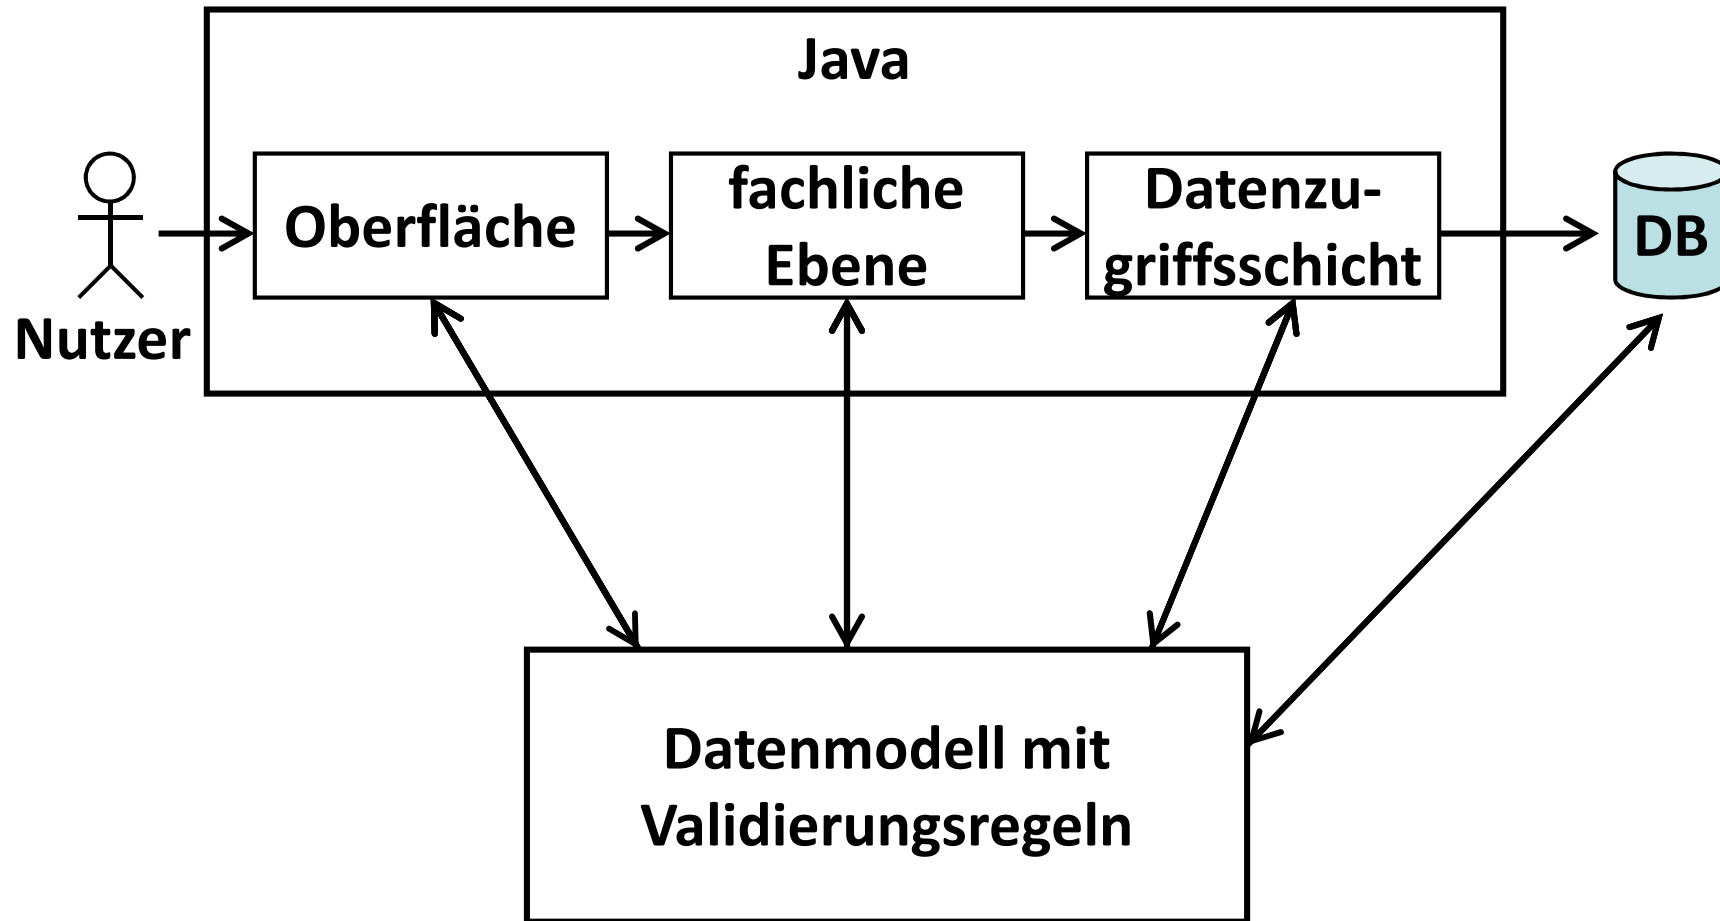 Java
Oberfläche
fachliche
Ebene
Datenzu-
griffsschicht
DB
Nutzer
Datenmodell mit
Validierungsregeln